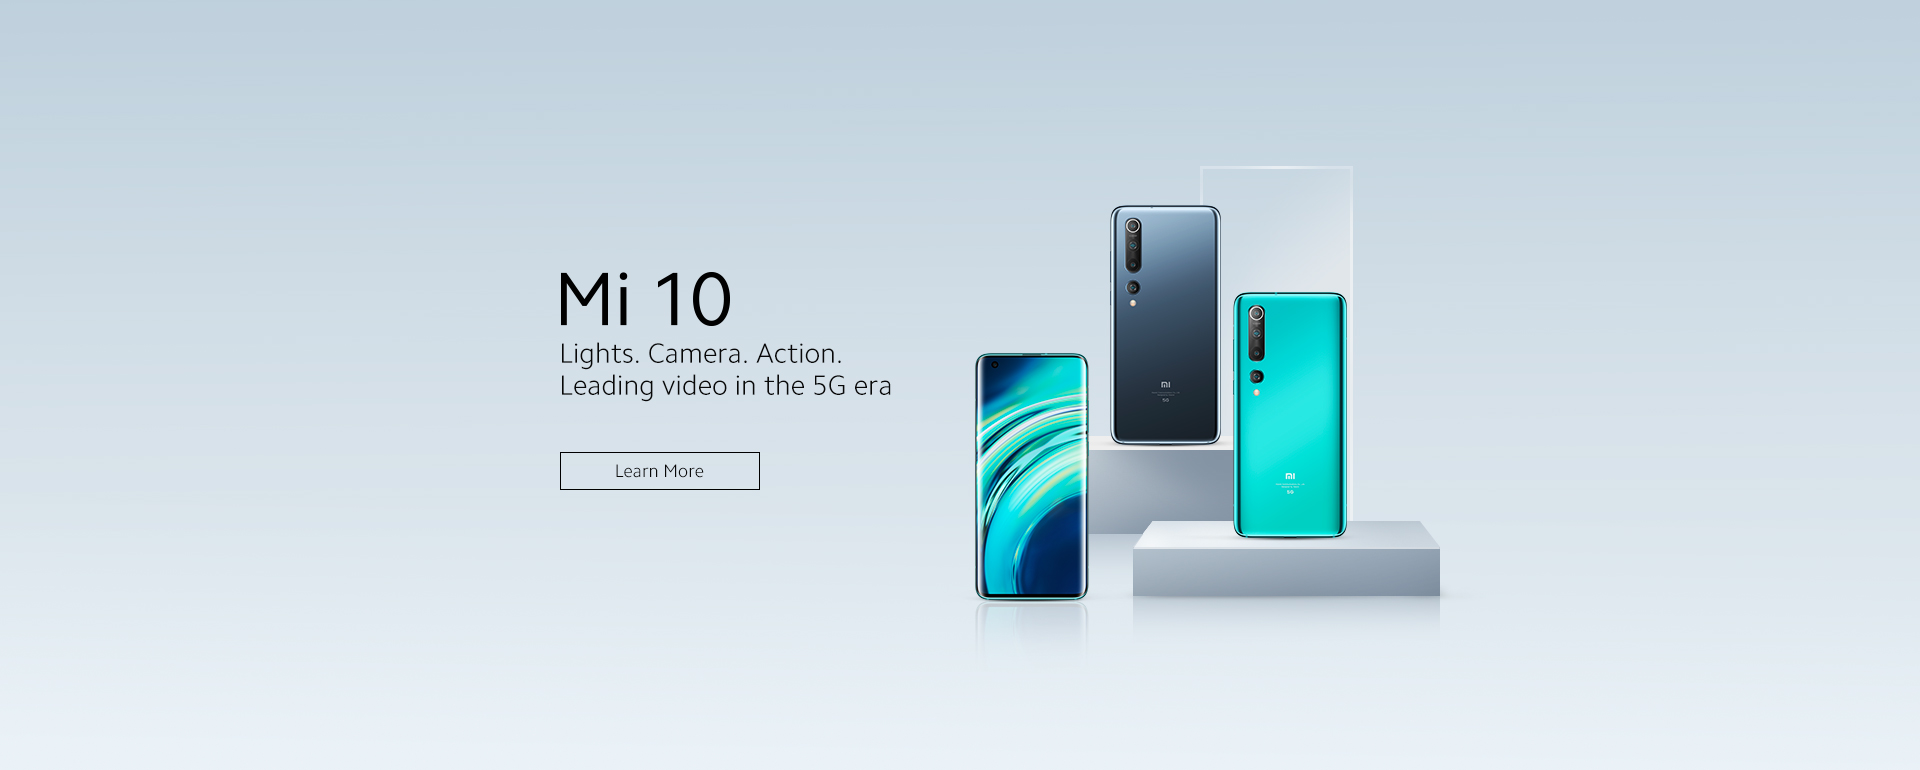 Mi 10
Lights. Camera. Action.
Leading video in the 5G era
Learn More
MI
5G
MI
5G